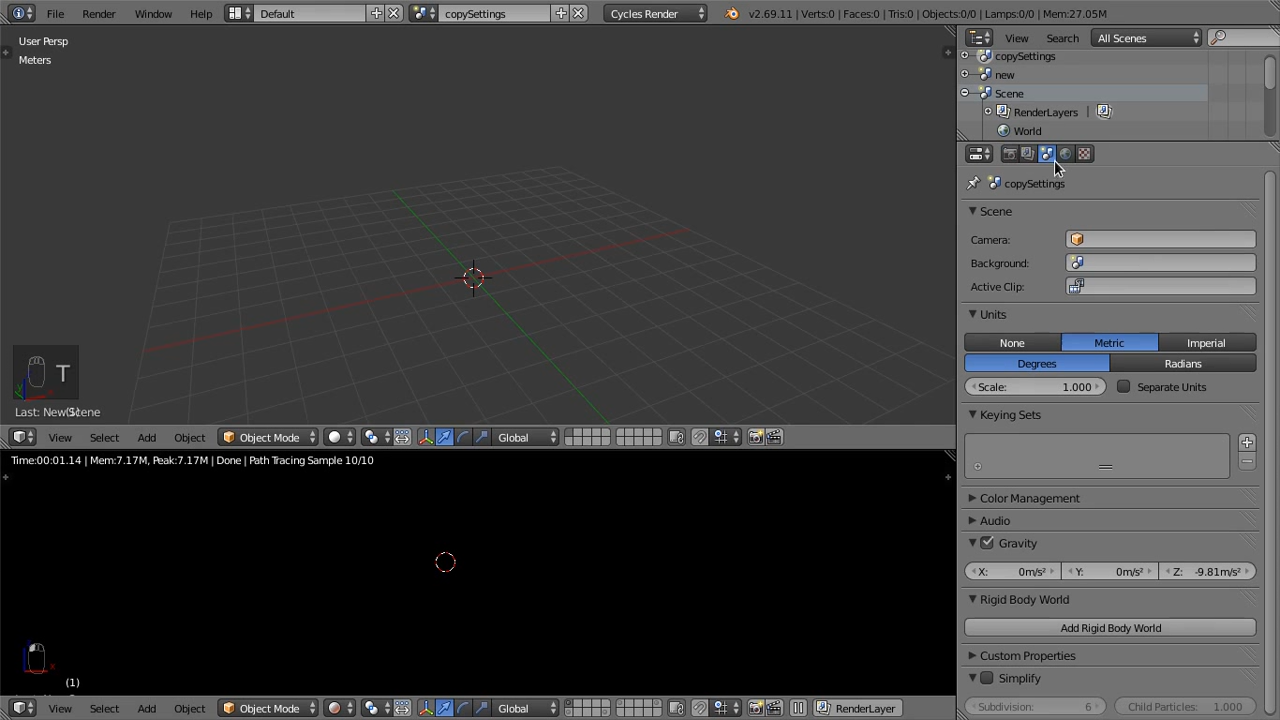 File Render Window Help Default copySettings Cycles Render v2.69.11 | Verts:0 | Faces:0 | Tris:0 | Objects:0/0 | Lamps:0/0 | Mem:27.05M
User Persp
Meters
View Search All Scenes
copySettings
new
Scene
RenderLayers |
World
copySettings
Scene
Camera:
Background:
Active Clip:
Units
None Metric Imperial
Degrees Radians
Scale: 1.000 Separate Units
Keying Sets
Color Management
Audio
Gravity
X: 0m/s² Y: 0m/s² Z: -9.81m/s²
Rigid Body World
Add Rigid Body World
Custom Properties
Simplify
Subdivision: 6 Child Particles: 1.000
T
Last: New Scene
View Select Add Object Object Mode Global
Time:00:01.14 | Mem:7.17M, Peak:7.17M | Done | Path Tracing Sample 10/10
(1)
View Select Add Object Object Mode Global RenderLayer